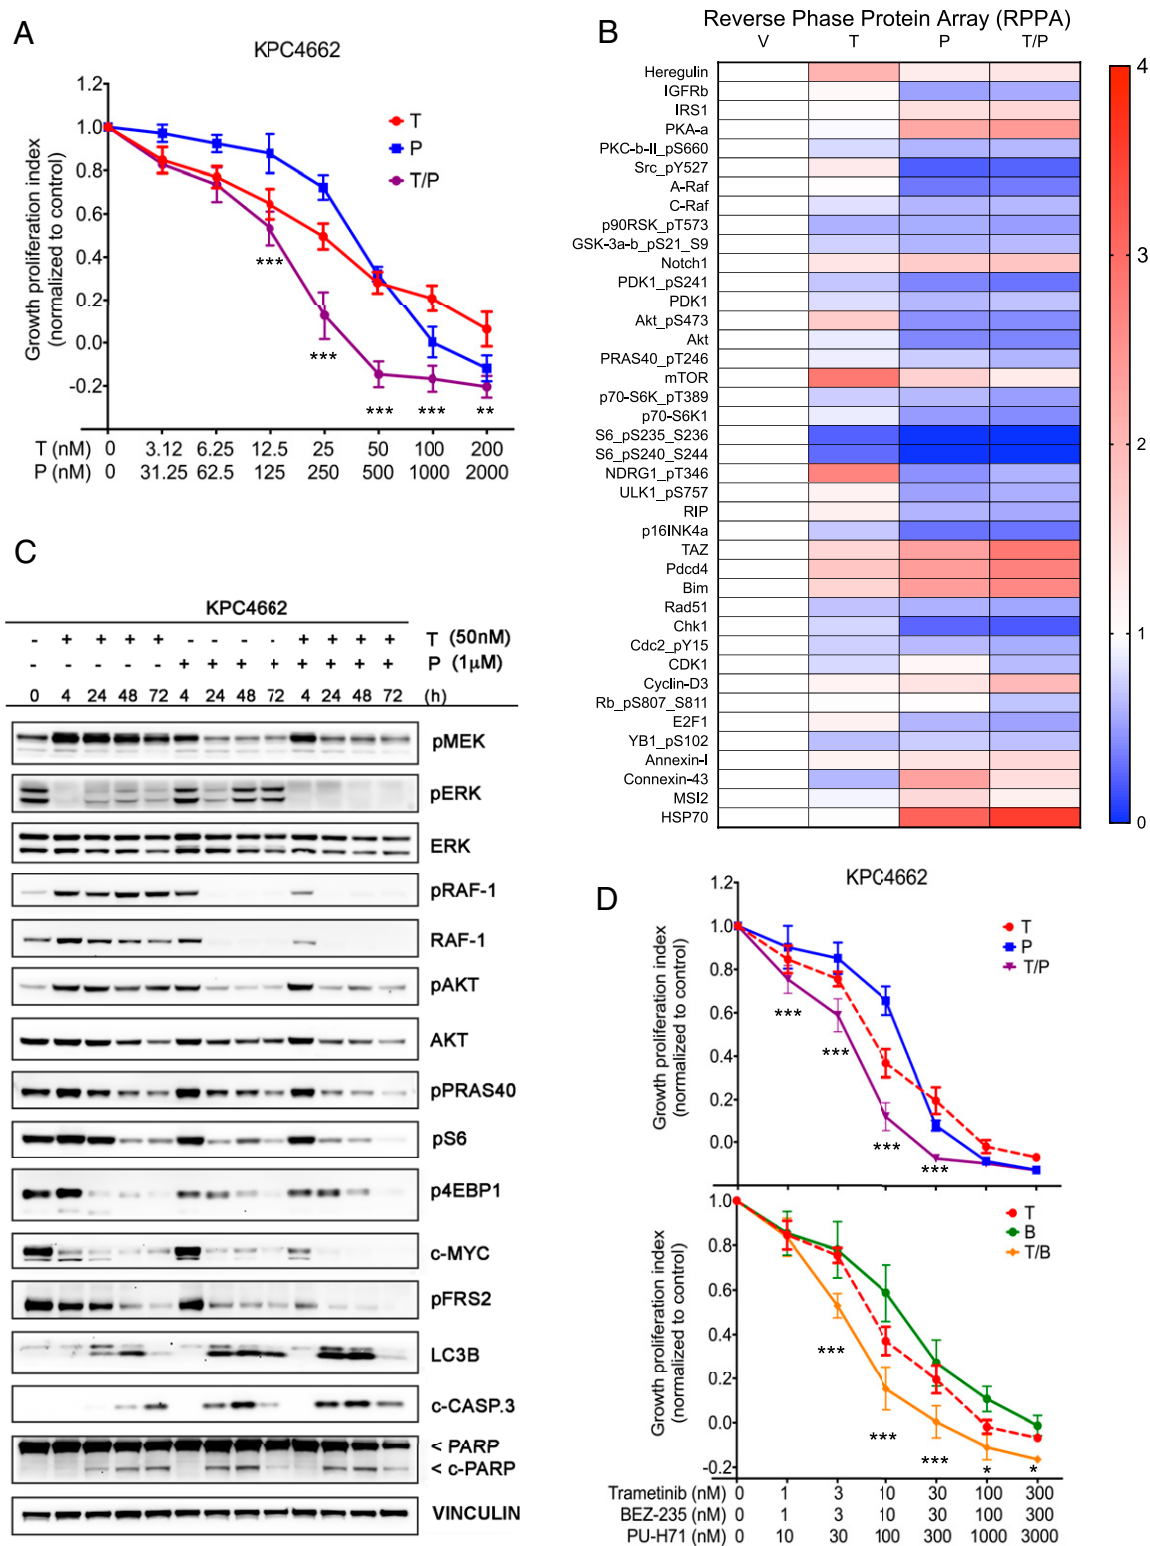 A
KPC4662
Growth proliferation index
(normalized to control)
1.2
1.0
0.8
0.6
0.4
0.2
0.0
-0.2
T
P
T/P
***
***
***
***
**
T (nM) 0 3.12 6.25 12.5 25 50 100 200
P (nM) 0 31.25 62.5 125 250 500 1000 2000
B
Reverse Phase Protein Array (RPPA)
V T P T/P
Heregulin
IGFRb
IRS1
PKA-a
PKC-b-II_pS660
Src_pY527
A-Raf
C-Raf
p90RSK_pT573
GSK-3a-b_pS21_S9
Notch1
PDK1_pS241
PDK1
Akt_pS473
Akt
PRAS40_pT246
mTOR
p70-S6K_pT389
p70-S6K1
S6_pS235_S236
S6_pS240_S244
NDRG1_pT346
ULK1_pS757
RIP
p16INK4a
TAZ
Pdcd4
Bim
Rad51
Chk1
Cdc2_pY15
CDK1
Cyclin-D3
Rb_pS807_S811
E2F1
YB1_pS102
Annexin-I
Connexin-43
MSI2
HSP70
4
3
2
1
0
C
KPC4662
- + + + + - - - - + + + + T (50nM)
- - - - - + + + + + + + + P (1µM)
0 4 24 48 72 4 24 48 72 4 24 48 72 (h)
pMEK
pERK
ERK
pRAF-1
RAF-1
pAKT
AKT
pPRAS40
pS6
p4EBP1
c-MYC
pFRS2
LC3B
c-CASP.3
< PARP
< c-PARP
VINCULIN
D
KPC4662
Growth proliferation index
(normalized to control)
1.2
1.0
0.8
0.6
0.4
0.2
0.0
T
P
T/P
***
***
***
***
Growth proliferation index
(normalized to control)
1.0
0.8
0.6
0.4
0.2
0.0
-0.2
T
B
T/B
***
***
***
*
*
Trametinib (nM) 0 1 3 10 30 100 300
BEZ-235 (nM) 0 1 3 10 30 100 300
PU-H71 (nM) 0 10 30 100 300 1000 3000